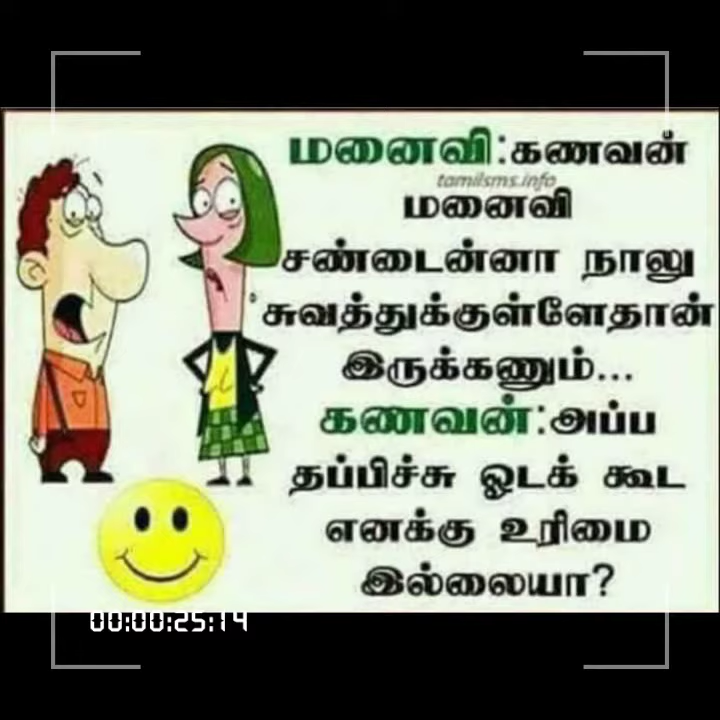 மனைவி:கணவன்
tamilsms.info
மனைவி
சண்டைன்னா நாலு
சுவத்துக்குள்ளேதான்
இருக்கணும்...
கணவன்:அப்ப
தப்பிச்சு ஓடக் கூட
எனக்கு உரிமை
இல்லையா?
00:00:25:14